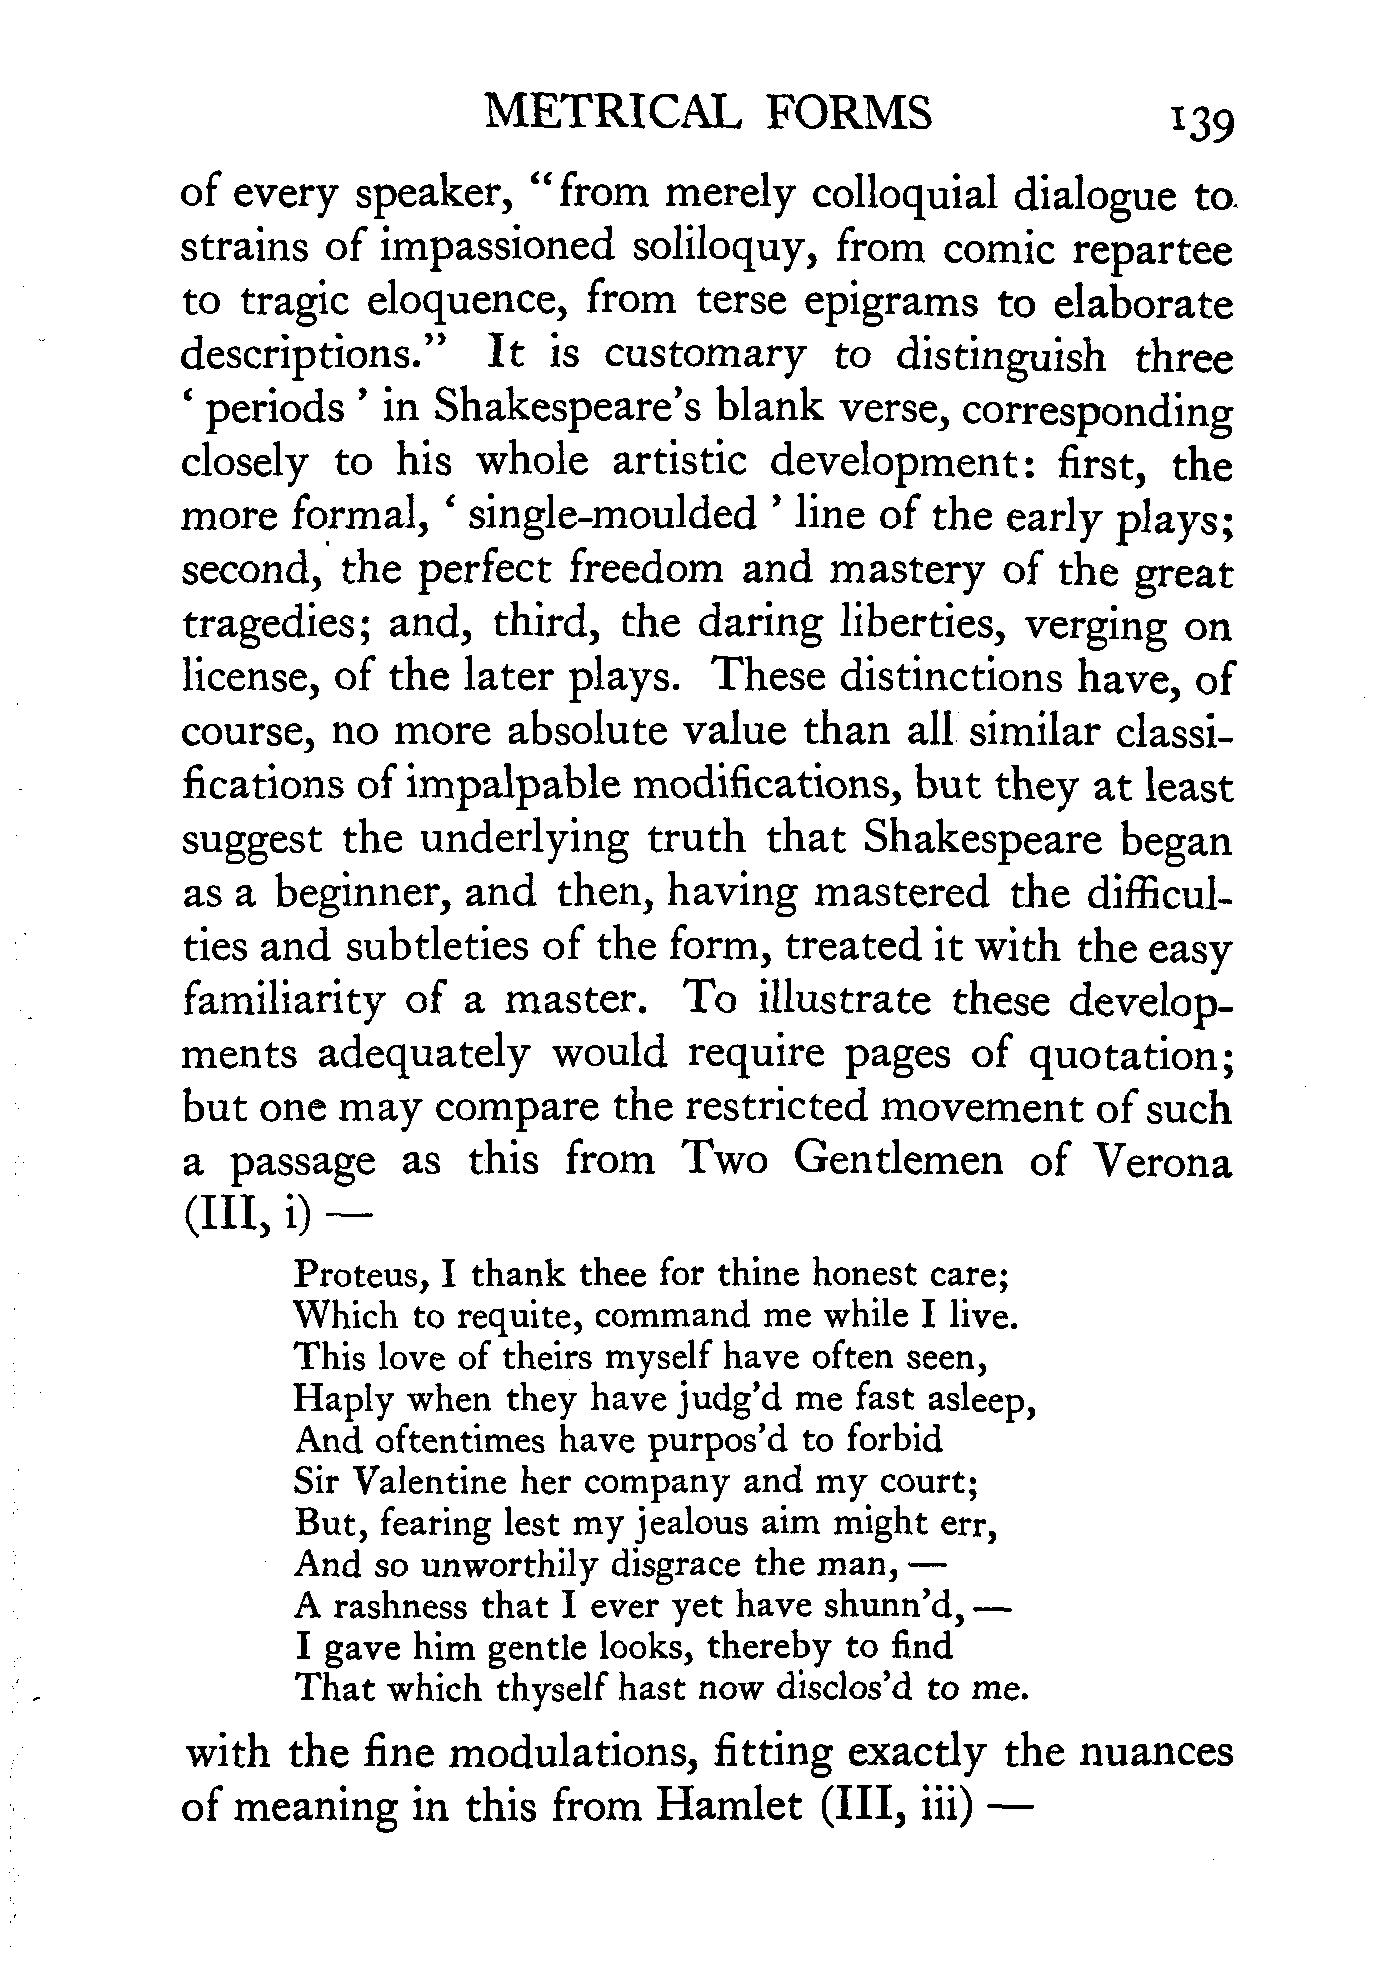 METRICAL FORMS 139
of every speaker, “from merely colloquial dialogue to
strains of impassioned soliloquy, from comic repartee
to tragic eloquence, from terse epigrams to elaborate
descriptions.” It is customary to distinguish three
‘ periods ’ in Shakespeare’s blank verse, corresponding
closely to his whole artistic development: first, the
more formal, ‘ single-moulded ’ line of the early plays;
second, the perfect freedom and mastery of the great
tragedies; and, third, the daring liberties, verging on
license, of the later plays. These distinctions have, of
course, no more absolute value than all similar classi-
fications of impalpable modifications, but they at least
suggest the underlying truth that Shakespeare began
as a beginner, and then, having mastered the difficul-
ties and subtleties of the form, treated it with the easy
familiarity of a master. To illustrate these develop-
ments adequately would require pages of quotation;
but one may compare the restricted movement of such
a passage as this from Two Gentlemen of Verona
(III, i) —
Proteus, I thank thee for thine honest care;
Which to requite, command me while I live.
This love of theirs myself have often seen,
Haply when they have judg’d me fast asleep,
And oftentimes have purpos’d to forbid
Sir Valentine her company and my court;
But, fearing lest my jealous aim might err,
And so unworthily disgrace the man, —
A rashness that I ever yet have shunn’d, —
I gave him gentle looks, thereby to find
That which thyself hast now disclos’d to me.
with the fine modulations, fitting exactly the nuances
of meaning in this from Hamlet (III, iii) —